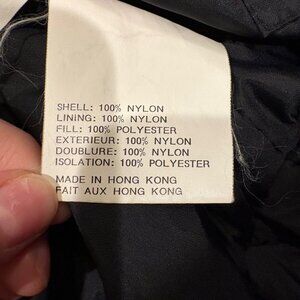 SHELL: 100% NYLON
LINING: 100% NYLON
FILL: 100% POLYESTER
EXTERIEUR: 100% NYLON
DOUBLURE: 100% NYLON
ISOLATION: 100% POLYESTER
MADE IN HONG KONG
FAIT AUX HONG KONG